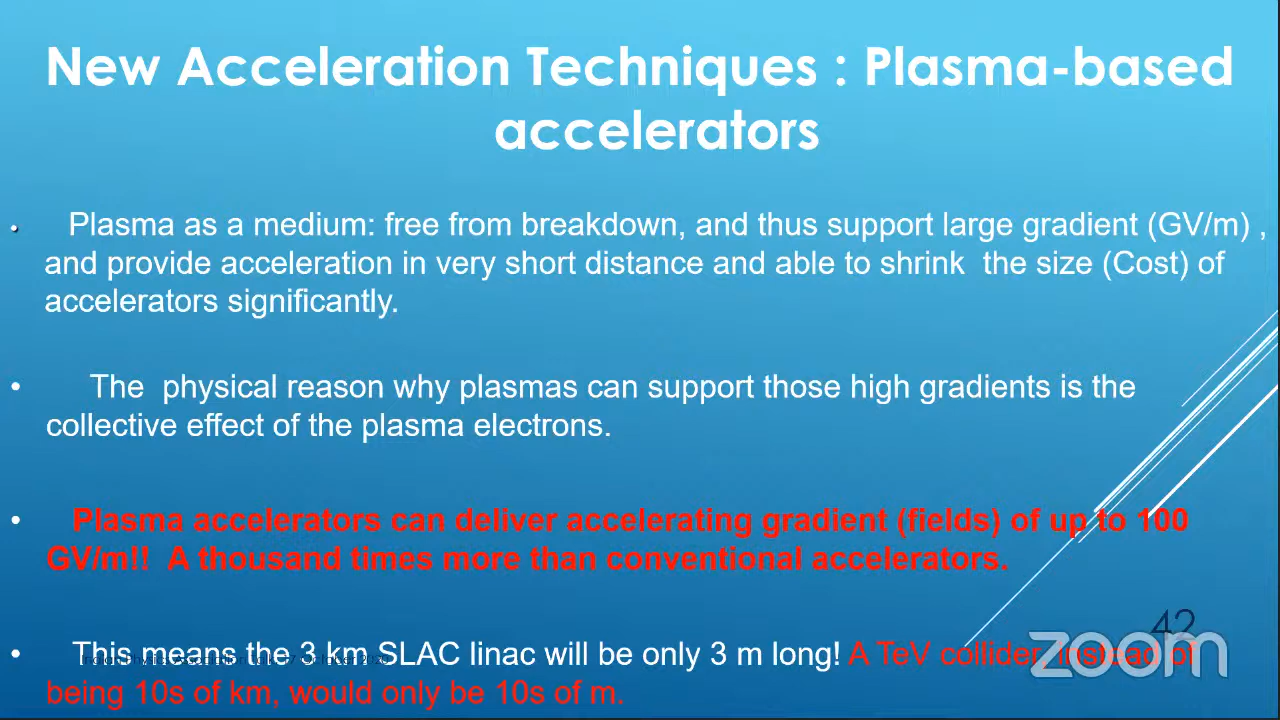 New Acceleration Techniques : Plasma-based
accelerators
• Plasma as a medium: free from breakdown, and thus support large gradient (GV/m) ,
and provide acceleration in very short distance and able to shrink the size (Cost) of
accelerators significantly.
• The physical reason why plasmas can support those high gradients is the
collective effect of the plasma electrons.
• Plasma accelerators can deliver accelerating gradient (fields) of up to 100
GV/m!! A thousand times more than conventional accelerators.
42
• This means the 3 km SLAC linac will be only 3 m long! A TeV collider, instead of
being 10s of km, would only be 10s of m.
zoom